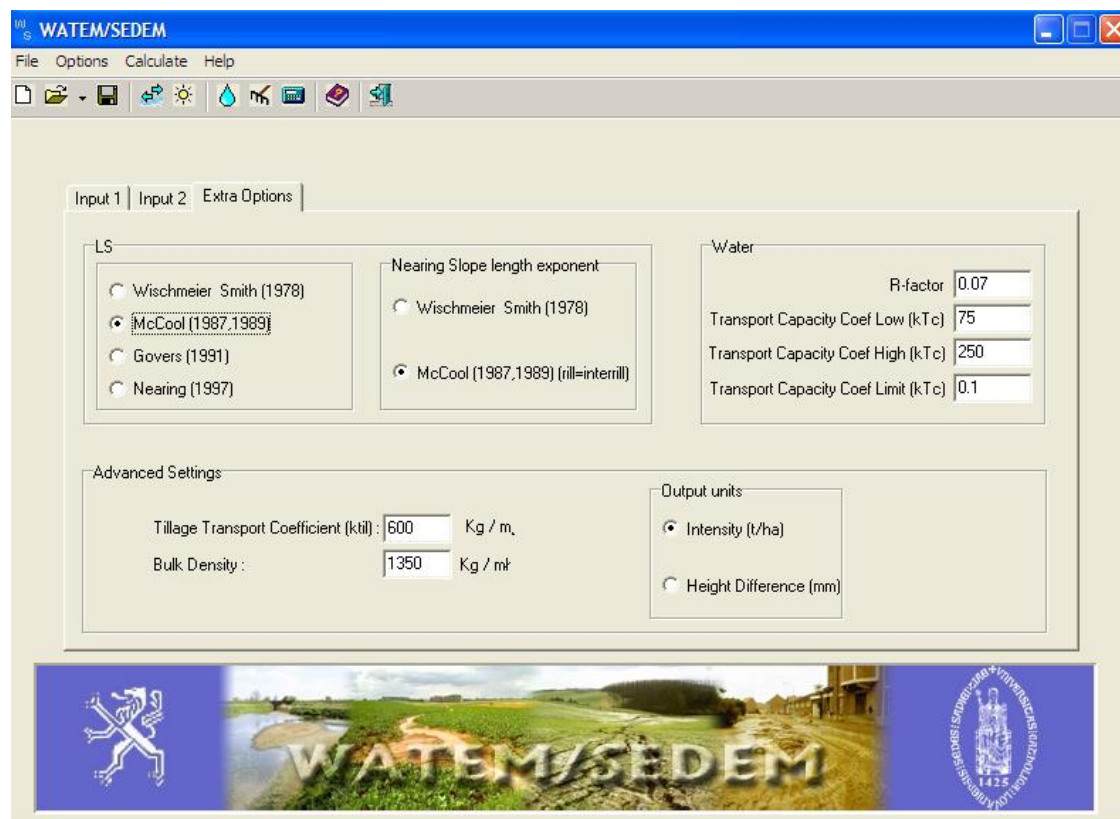 WS WATEM/SEDEM
File Options Calculate Help
Input 1 Input 2 Extra Options
LS
Wischmeier Smith (1978)
McCool (1987,1989)
Govers (1991)
Nearing (1997)
Nearing Slope length exponent
Wischmeier Smith (1978)
McCool (1987,1989) (rill=interrill)
Water
R-factor 0.07
Transport Capacity Coef Low (kTc) 75
Transport Capacity Coef High (kTc) 250
Transport Capacity Coef Limit (kTc) 0.1
Advanced Settings
Tillage Transport Coefficient (ktil) : 600 Kg / m
Bulk Density : 1350 Kg / mł
Output units
Intensity (t/ha)
Height Difference (mm)
WATEM/SEDEM
1425